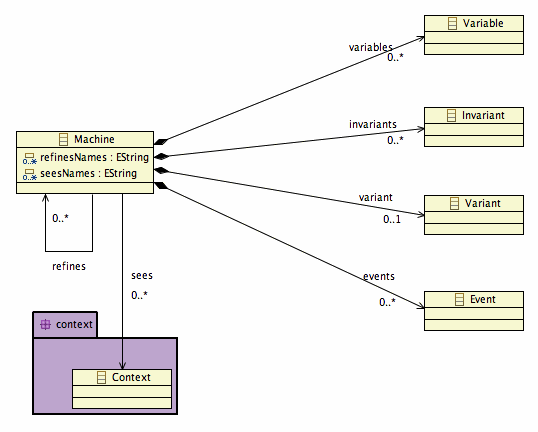 Variable
variables
0..*
Invariant
invariants
0..*
Machine
0..* refinesNames : EString
0..* seesNames : EString
variant
Variant
0..1
0..*
refines
sees
0..*
events
Event
0..*
context
Context